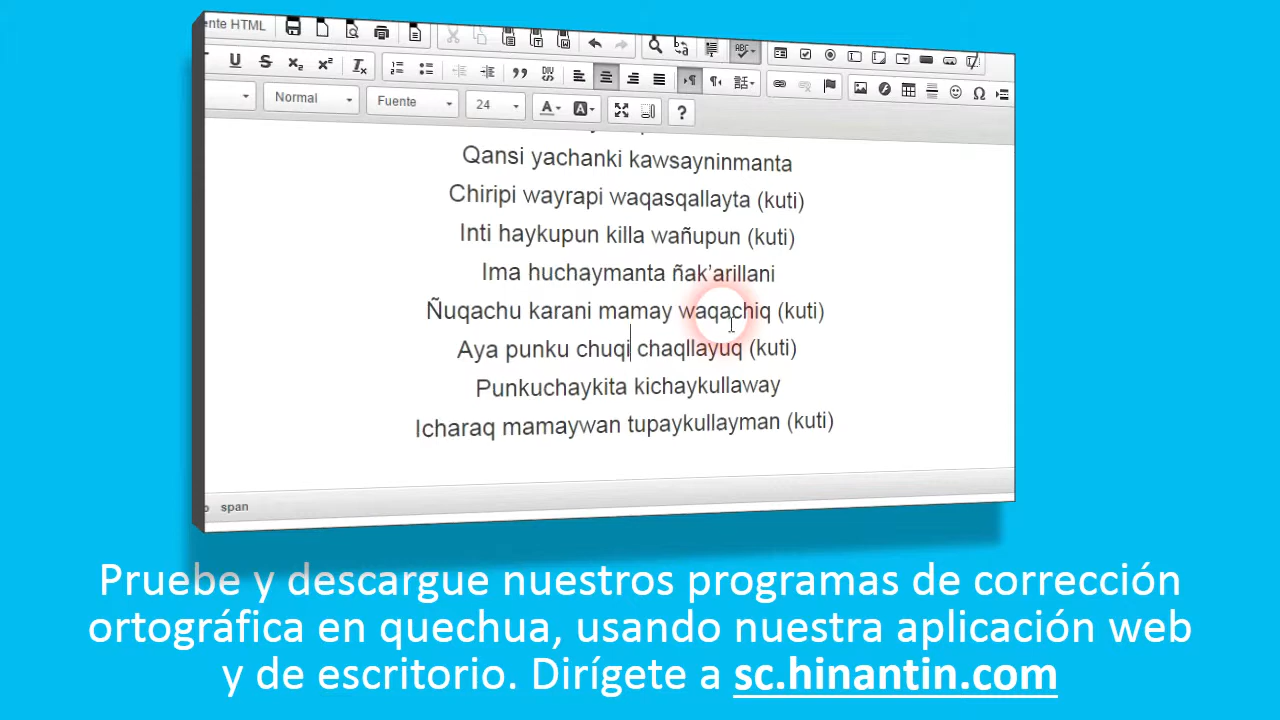 ente HTML
Normal Fuente 24
Qansi yachanki kawsayninmanta
Chiripi wayrapi waqasqallayta (kuti)
Inti haykupun killa wañupun (kuti)
Ima huchaymanta ñak’arillani
Ñuqachu karani mamay waqachiq (kuti)
Aya punku chuqi chaqllayuq (kuti)
Punkuchaykita kichaykullaway
Icharaq mamaywan tupaykullayman (kuti)
span
Pruebe y descargue nuestros programas de corrección
ortográfica en quechua, usando nuestra aplicación web
y de escritorio. Dirígete a sc.hinantin.com